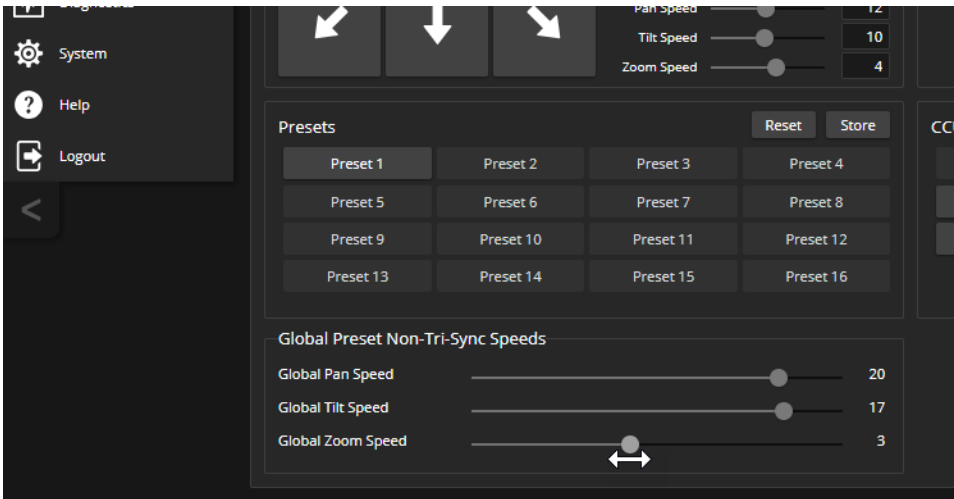 Diagnostics
System
Help
Logout
<
Pan Speed 12
Tilt Speed 10
Zoom Speed 4
Presets Reset Store
Preset 1 Preset 2 Preset 3 Preset 4
Preset 5 Preset 6 Preset 7 Preset 8
Preset 9 Preset 10 Preset 11 Preset 12
Preset 13 Preset 14 Preset 15 Preset 16
Global Preset Non-Tri-Sync Speeds
Global Pan Speed 20
Global Tilt Speed 17
Global Zoom Speed 3